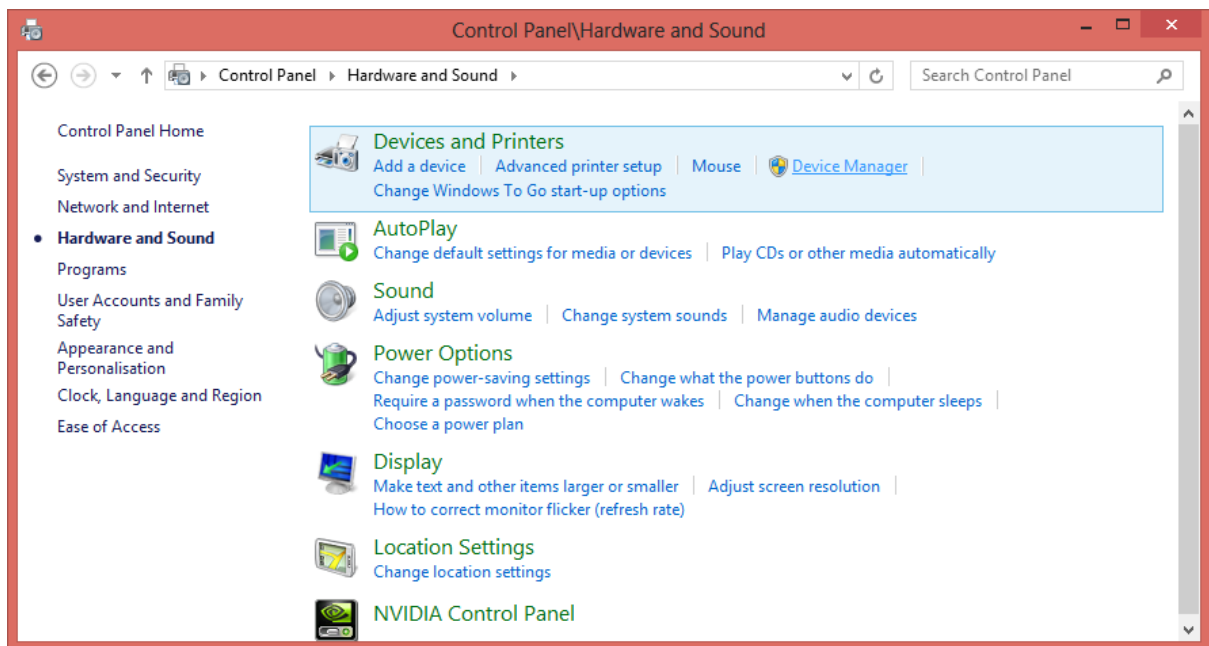 Control Panel\Hardware and Sound
Control Panel Hardware and Sound
Search Control Panel
Control Panel Home
System and Security
Network and Internet
Hardware and Sound
Programs
User Accounts and Family
Safety
Appearance and
Personalisation
Clock, Language and Region
Ease of Access
Devices and Printers
Add a device Advanced printer setup Mouse Device Manager
Change Windows To Go start-up options
AutoPlay
Change default settings for media or devices Play CDs or other media automatically
Sound
Adjust system volume Change system sounds Manage audio devices
Power Options
Change power-saving settings Change what the power buttons do
Require a password when the computer wakes Change when the computer sleeps
Choose a power plan
Display
Make text and other items larger or smaller Adjust screen resolution
How to correct monitor flicker (refresh rate)
Location Settings
Change location settings
NVIDIA Control Panel